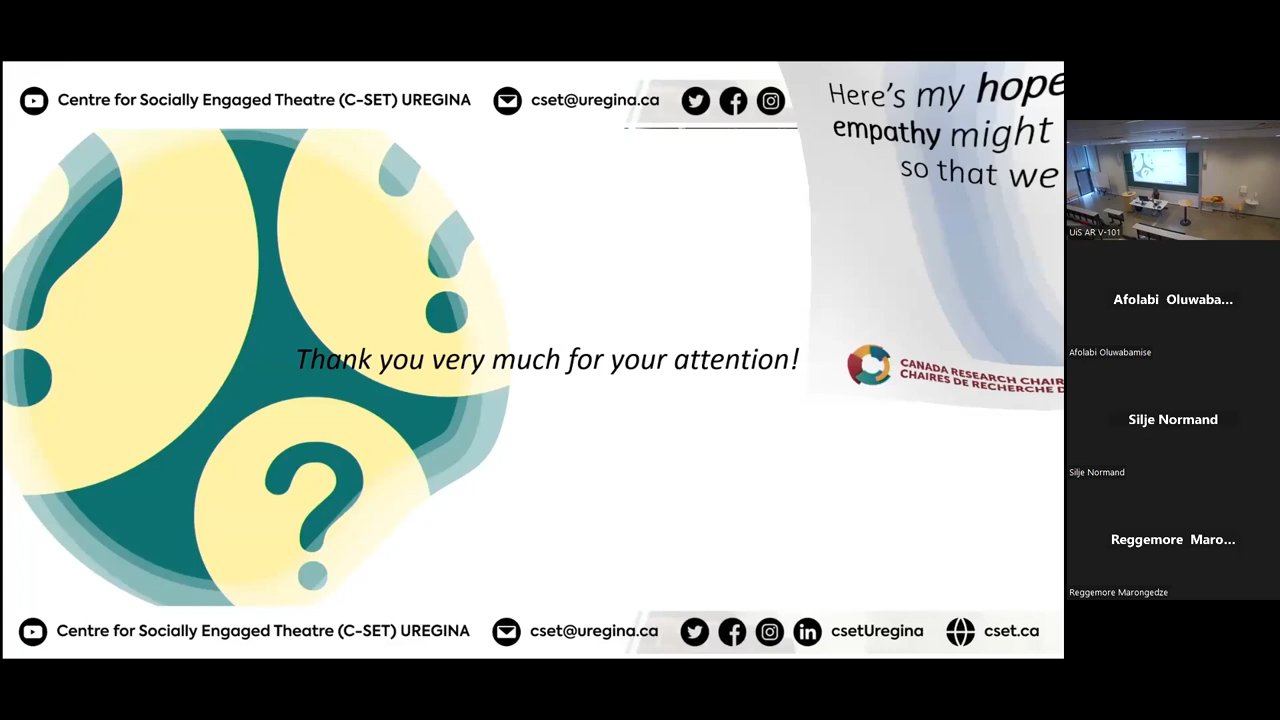 Centre for Socially Engaged Theatre (C-SET) UREGINA cset@uregina.ca
Here's my hope
empathy might
so that we
Thank you very much for your attention!
CANADA RESEARCH CHAIR
CHAIRES DE RECHERCHE D
?
Centre for Socially Engaged Theatre (C-SET) UREGINA cset@uregina.ca csetUregina cset.ca
UiS AR V-101
Afolabi Oluwaba...
Afolabi Oluwabamise
Silje Normand
Silje Normand
Reggemore Maro...
Reggemore Marongedze